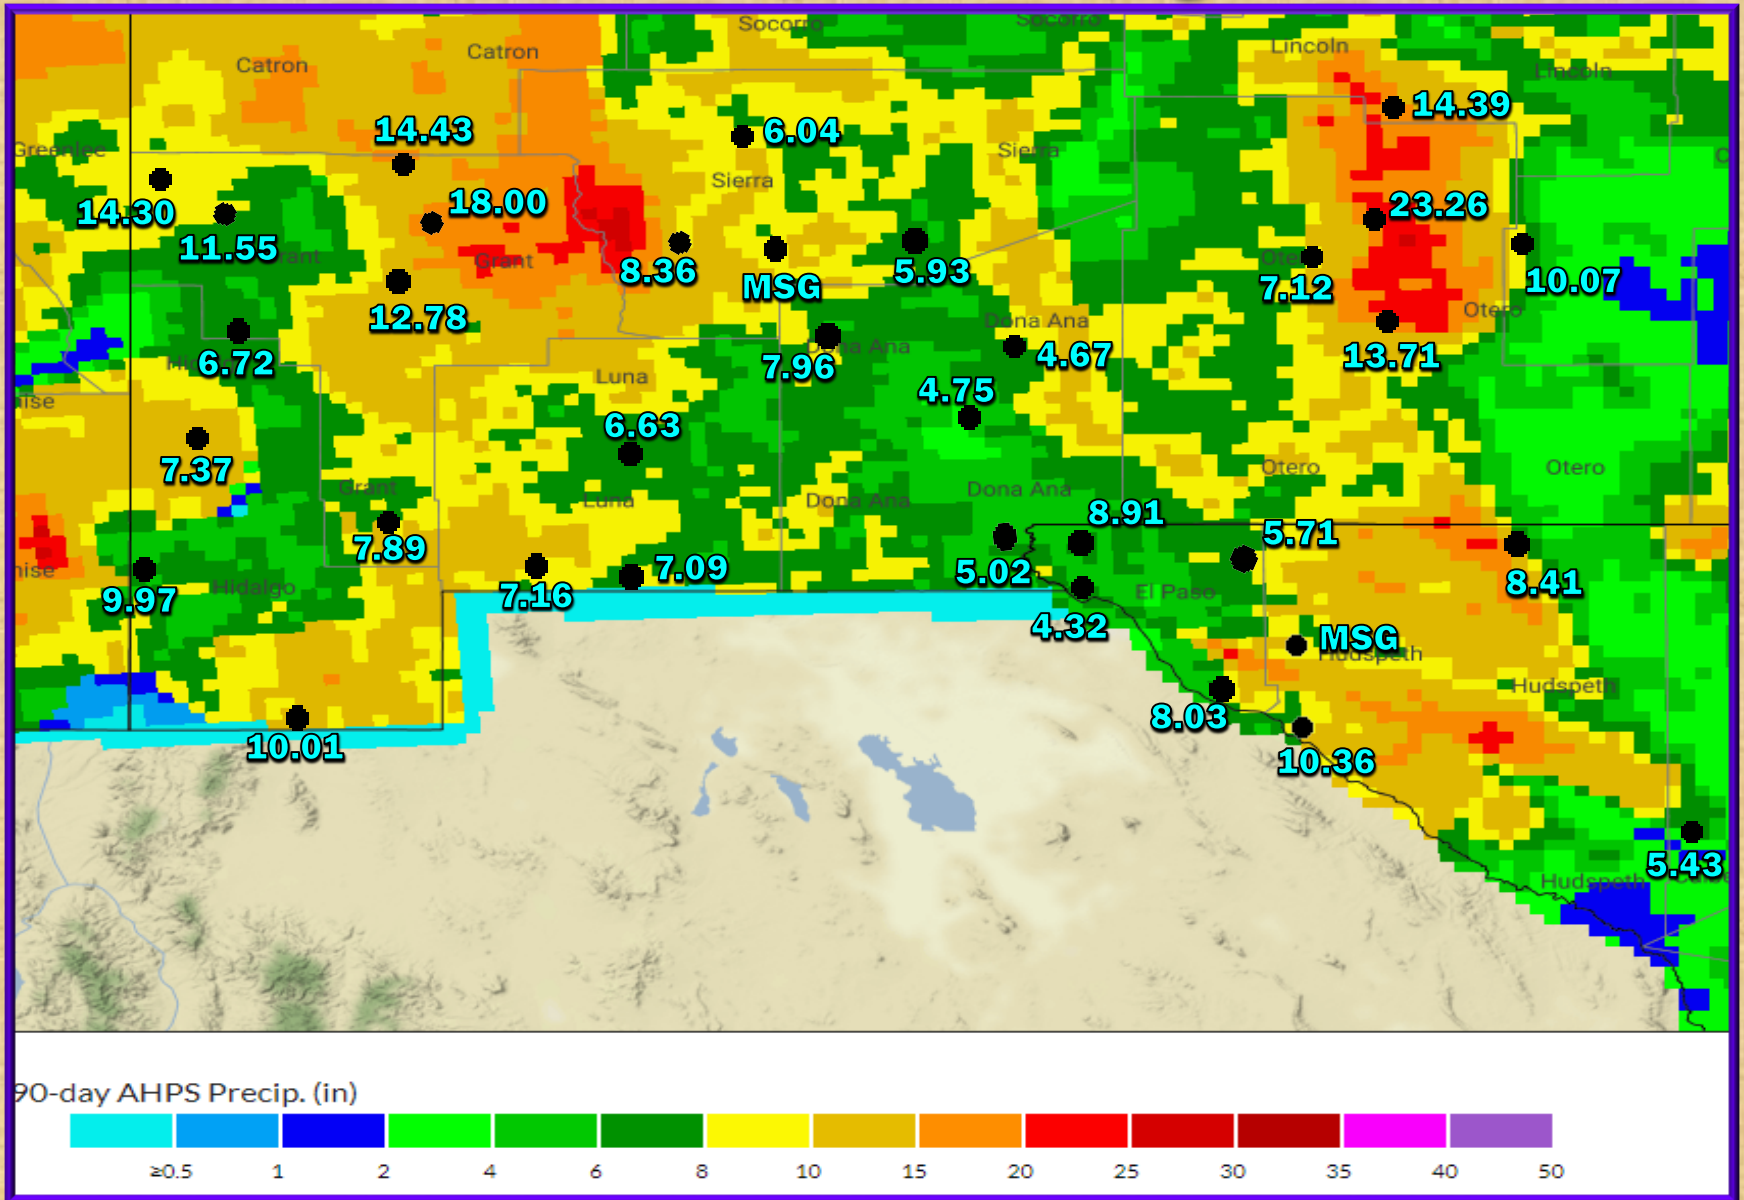 Socorro
Socorro
Catron
Catron
Lincoln
Lincoln
14.39
14.43
6.04
Greenlee
Sierra
Sierra
14.30
18.00
23.26
11.55
Grant
8.36
MSG
5.93
7.12
10.07
12.78
Otero
Dona Ana
6.72
7.96
Dona Ana
4.67
13.71
Luna
4.75
6.63
7.37
Otero
Otero
Grant
Luna
Dona Ana
Dona Ana
8.91
5.71
7.89
7.09
5.02
8.41
9.97
Hidalgo
7.16
El Paso
4.32
MSG
Hudspeth
Hudspeth
8.03
10.01
10.36
5.43
Hudspeth
90-day AHPS Precip. (in)
≥0.5 1 2 4 6 8 10 15 20 25 30 35 40 50